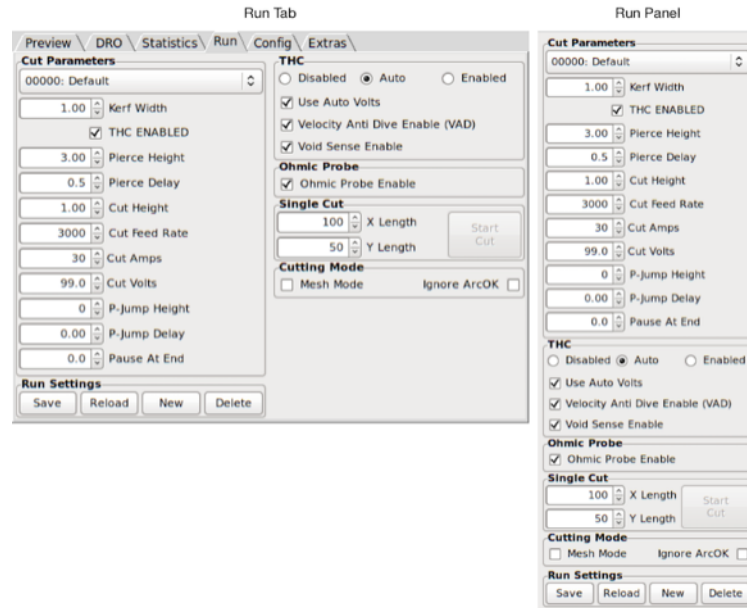 Run Tab
Preview DRO Statistics Run Config Extras
Cut Parameters
00000: Default
1.00 Kerf Width
THC ENABLED
3.00 Pierce Height
0.5 Pierce Delay
1.00 Cut Height
3000 Cut Feed Rate
30 Cut Amps
99.0 Cut Volts
0 P-Jump Height
0.00 P-Jump Delay
0.0 Pause At End
Run Settings
Save Reload New Delete
THC
Disabled Auto Enabled
Use Auto Volts
Velocity Anti Dive Enable (VAD)
Void Sense Enable
Ohmic Probe
Ohmic Probe Enable
Single Cut
100 X Length
50 Y Length
Start
Cut
Cutting Mode
Mesh Mode Ignore ArcOK
Run Panel
Cut Parameters
00000: Default
1.00 Kerf Width
THC ENABLED
3.00 Pierce Height
0.5 Pierce Delay
1.00 Cut Height
3000 Cut Feed Rate
30 Cut Amps
99.0 Cut Volts
0 P-Jump Height
0.00 P-Jump Delay
0.0 Pause At End
THC
Disabled Auto Enabled
Use Auto Volts
Velocity Anti Dive Enable (VAD)
Void Sense Enable
Ohmic Probe
Ohmic Probe Enable
Single Cut
100 X Length
50 Y Length
Start
Cut
Cutting Mode
Mesh Mode Ignore ArcOK
Run Settings
Save Reload New Delete